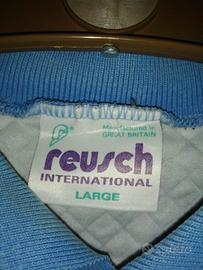 Manufactured in
GREAT BRITAIN
reusch
INTERNATIONAL
LARGE